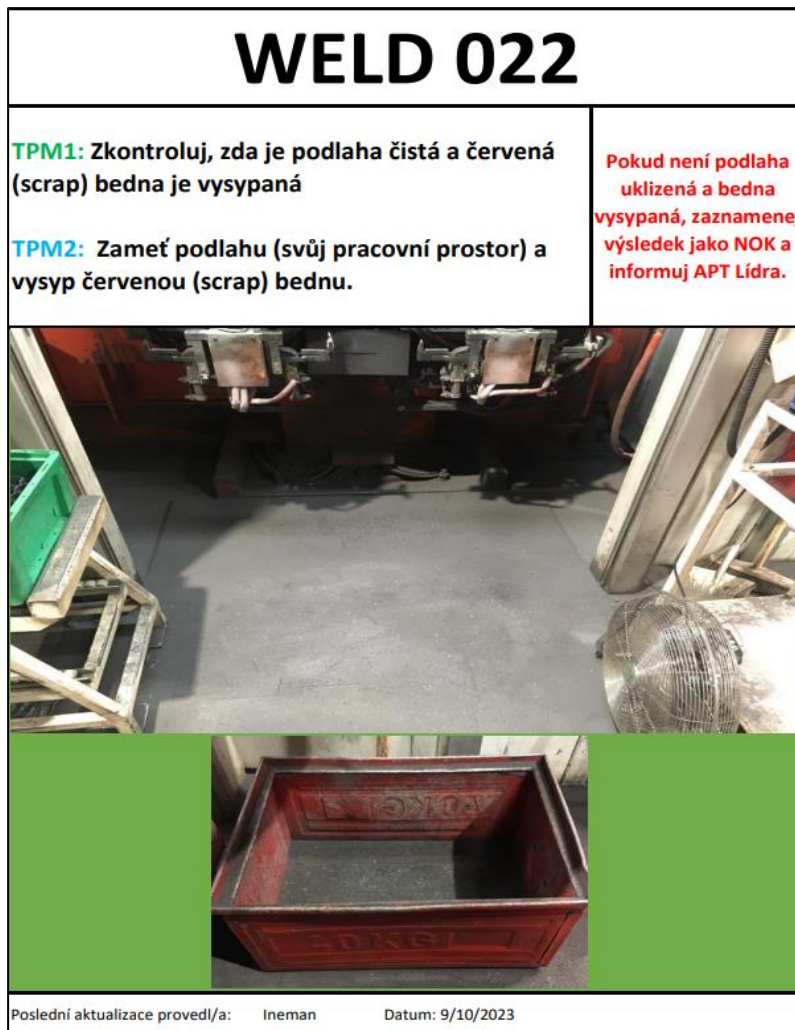 WELD 022
TPM1: Zkontroluj, zda je podlaha čistá a červená
(scrap) bedna je vysypaná
TPM2: Zameť podlahu (svůj pracovní prostor) a
vysyp červenou (scrap) bednu.
Pokud není podlaha
uklizená a bedna
vysypaná, zaznamenej
výsledek jako NOK a
informuj APT Lídra.
Poslední aktualizace provedl/a: Ineman Datum: 9/10/2023